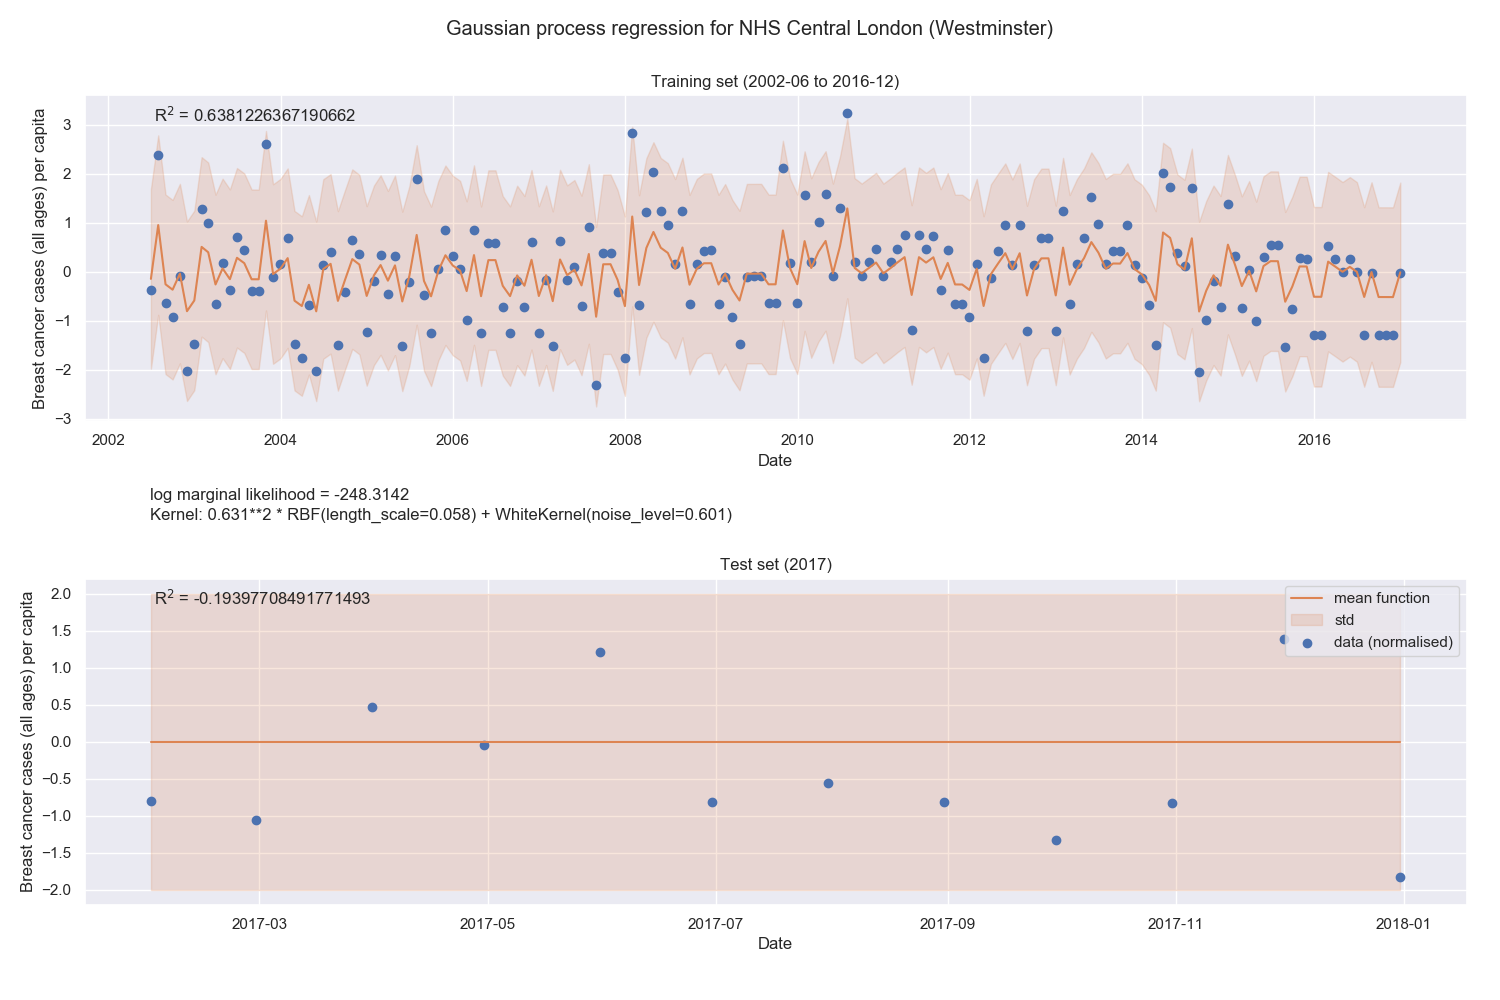 Gaussian process regression for NHS Central London (Westminster)
Training set (2002-06 to 2016-12)
R² = 0.6381226367190662
Breast cancer cases (all ages) per capita
3
2
1
0
−1
−2
−3
2002 2004 2006 2008 2010 2012 2014 2016
Date
log marginal likelihood = -248.3142
Kernel: 0.631**2 * RBF(length_scale=0.058) + WhiteKernel(noise_level=0.601)
Test set (2017)
R² = -0.19397708491771493
mean function
std
data (normalised)
Breast cancer cases (all ages) per capita
2.0
1.5
1.0
0.5
0.0
−0.5
−1.0
−1.5
−2.0
2017-03 2017-05 2017-07 2017-09 2017-11 2018-01
Date